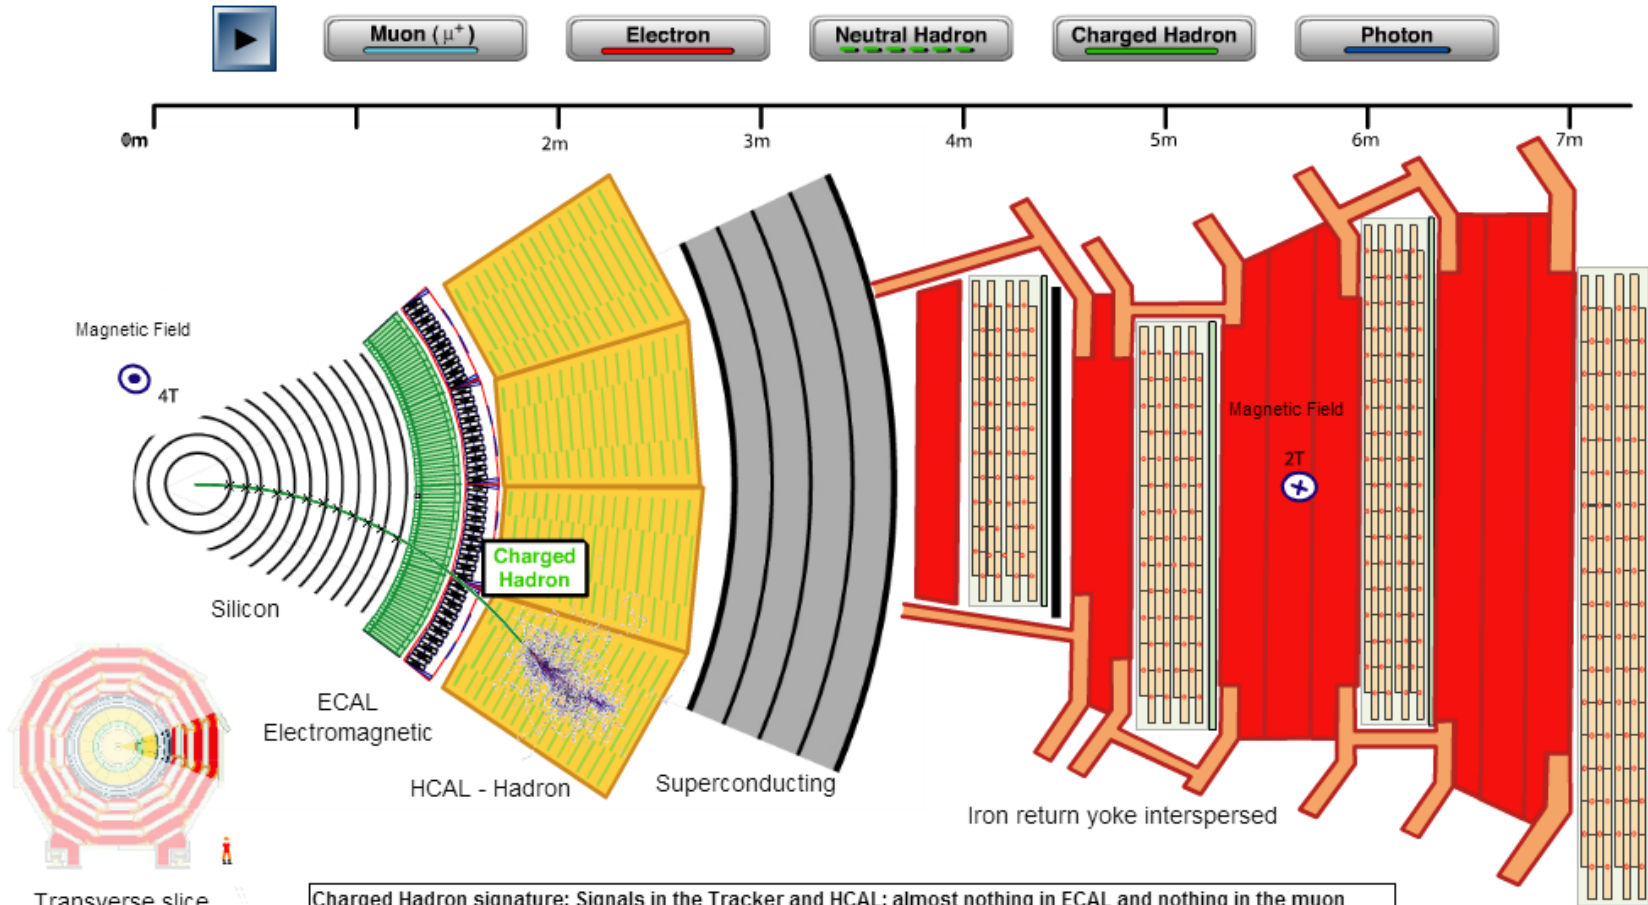 Muon (μ⁺)
Electron
Neutral Hadron
Charged Hadron
Photon
0m
2m
3m
4m
5m
6m
7m
Magnetic Field
4T
Magnetic Field
2T
Charged
Hadron
Silicon
ECAL
Electromagnetic
HCAL - Hadron
Superconducting
Iron return yoke interspersed
Transverse slice
Charged Hadron signature: Signals in the Tracker and HCAL; almost nothing in ECAL and nothing in the muon